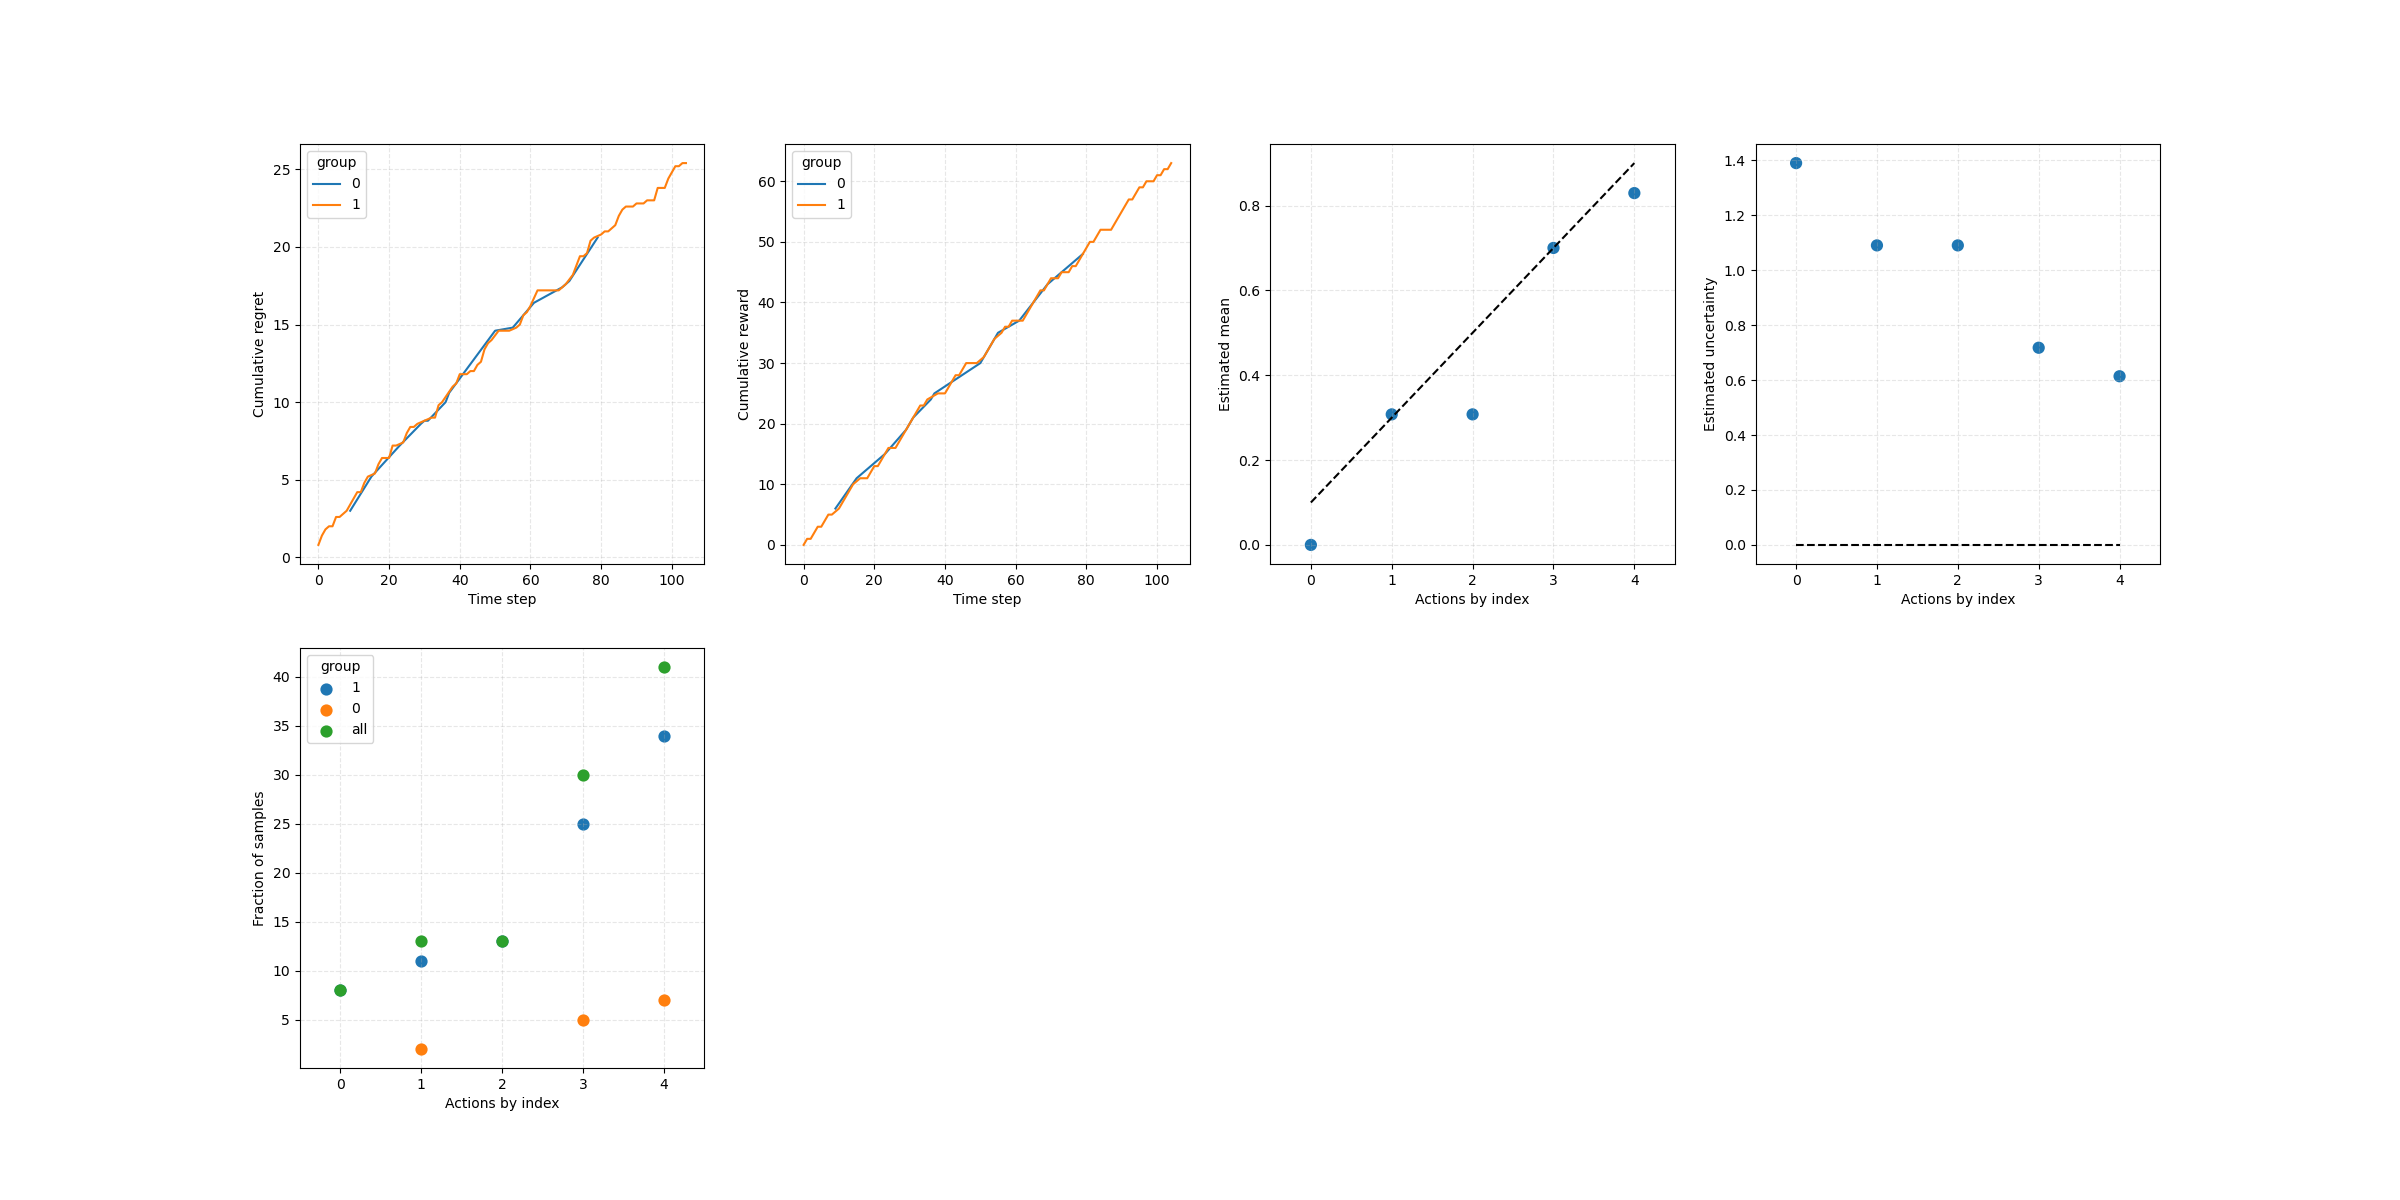 group
0
1
25
20
15
10
5
0
Cumulative regret
0 20 40 60 80 100
Time step
group
0
1
60
50
40
30
20
10
0
Cumulative reward
0 20 40 60 80 100
Time step
0.8
0.6
0.4
0.2
0.0
Estimated mean
0 1 2 3 4
Actions by index
1.4
1.2
1.0
0.8
0.6
0.4
0.2
0.0
Estimated uncertainty
0 1 2 3 4
Actions by index
group
1
0
all
40
35
30
25
20
15
10
5
Fraction of samples
0 1 2 3 4
Actions by index